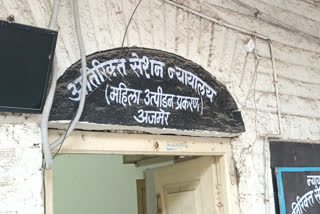 अतिरिक्त सेशन न्यायालय
(महिला उत्पीड़न प्रकरण)
अजमेर